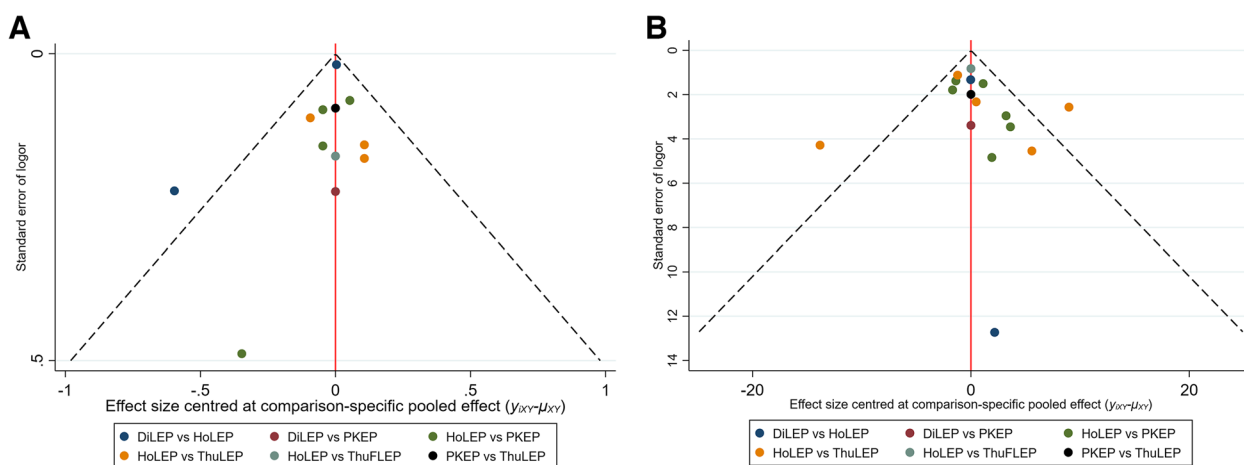 A
0
.5
Standard error of logor
-1
-.5
0
.5
1
Effect size centred at comparison-specific pooled effect (yiXY-μXY)
DiLEP vs HoLEP
DiLEP vs PKEP
HoLEP vs PKEP
HoLEP vs ThuLEP
HoLEP vs ThuFLEP
PKEP vs ThuLEP
B
0
2
4
6
8
10
12
14
Standard error of logor
-20
0
20
Effect size centred at comparison-specific pooled effect (yiXY-μXY)
DiLEP vs HoLEP
DiLEP vs PKEP
HoLEP vs PKEP
HoLEP vs ThuLEP
HoLEP vs ThuFLEP
PKEP vs ThuLEP